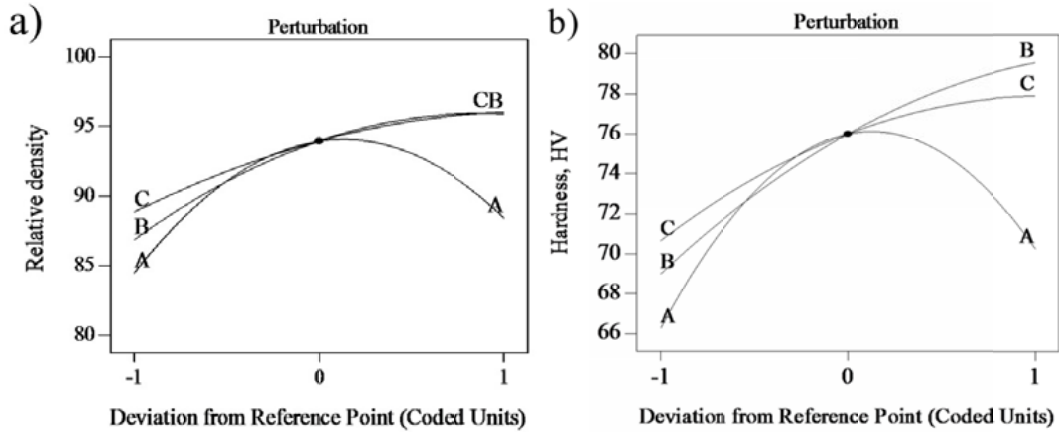 a)
Perturbation
100
95
90
85
80
Relative density
C
B
A
CB
A
-1
0
1
Deviation from Reference Point (Coded Units)
b)
Perturbation
80
78
76
74
72
70
68
66
Hardness, HV
C
B
A
B
C
A
-1
0
1
Deviation from Reference Point (Coded Units)